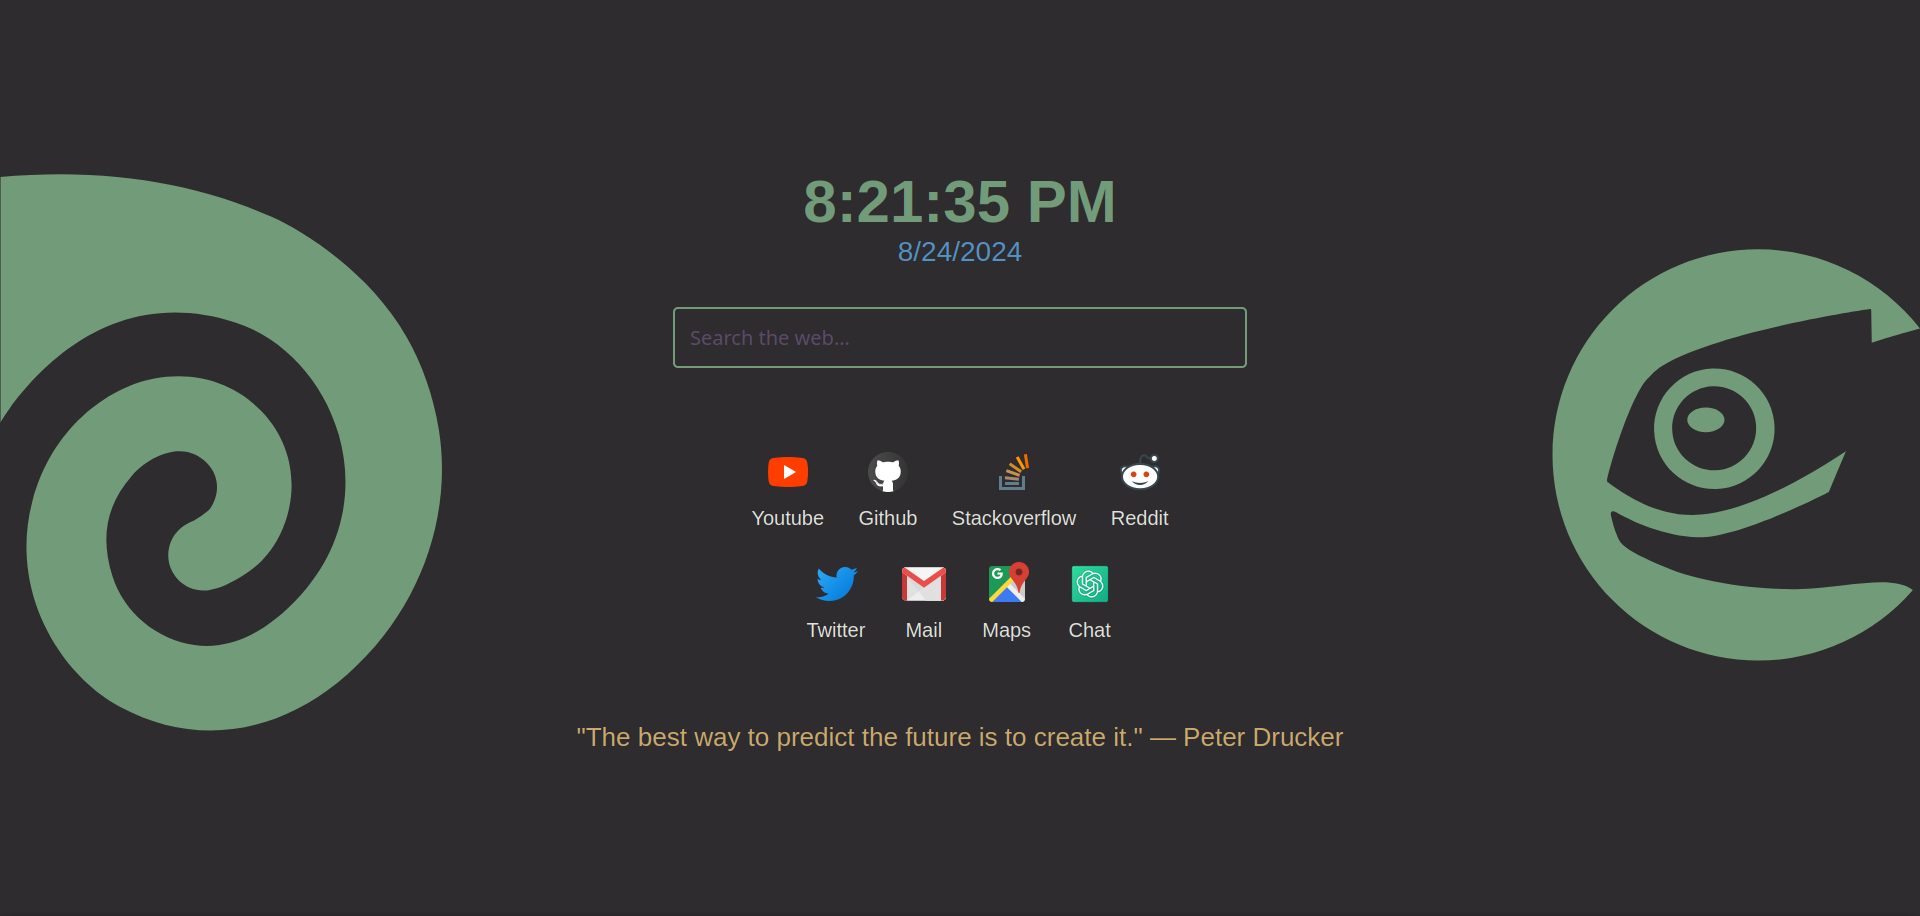 8:21:35 PM
8/24/2024
Search the web...
Youtube Github Stackoverflow Reddit
G
Twitter Mail Maps Chat
"The best way to predict the future is to create it." — Peter Drucker